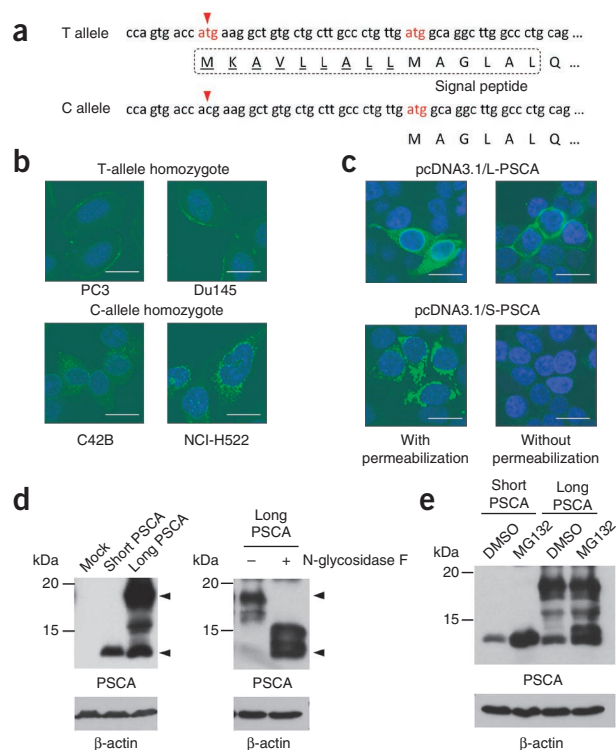 a
T allele
cca gtg acc atg aag gct gtg ctg ctt gcc ctg ttg atg gca ggc ttg gcc ctg cag ...
M K A V L L A L L M A G L A L Q ...
Signal peptide
C allele
cca gtg acc acg aag gct gtg ctg ctt gcc ctg ttg atg gca ggc ttg gcc ctg cag ...
M A G L A L Q ...
b
T-allele homozygote
PC3 Du145
C-allele homozygote
C42B NCI-H522
c
pcDNA3.1/L-PSCA
pcDNA3.1/S-PSCA
With permeabilization
Without permeabilization
d
kDa
Mock
Short PSCA
Long PSCA
20
15
PSCA
β-actin
Long PSCA
kDa – + N-glycosidase F
20
15
PSCA
β-actin
e
Short PSCA
Long PSCA
kDa
DMSO
MG132
DMSO
MG132
20
15
PSCA
β-actin